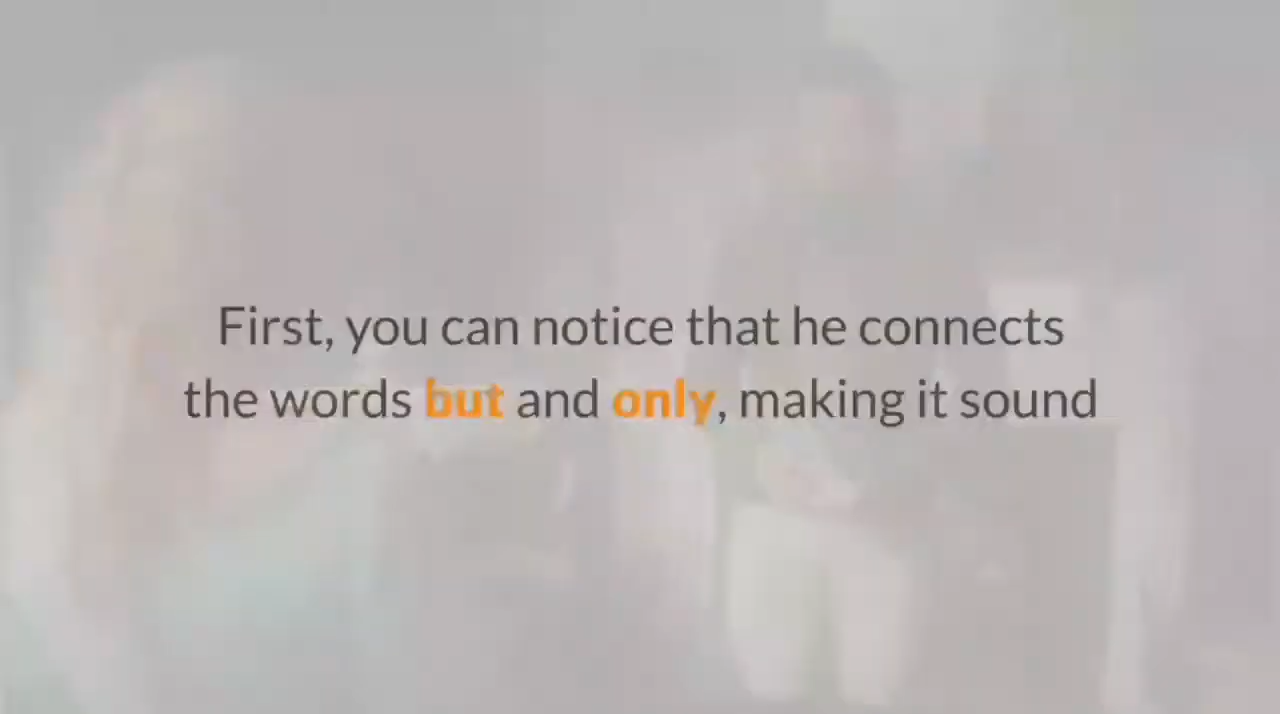 First, you can notice that he connects
the words but and only, making it sound